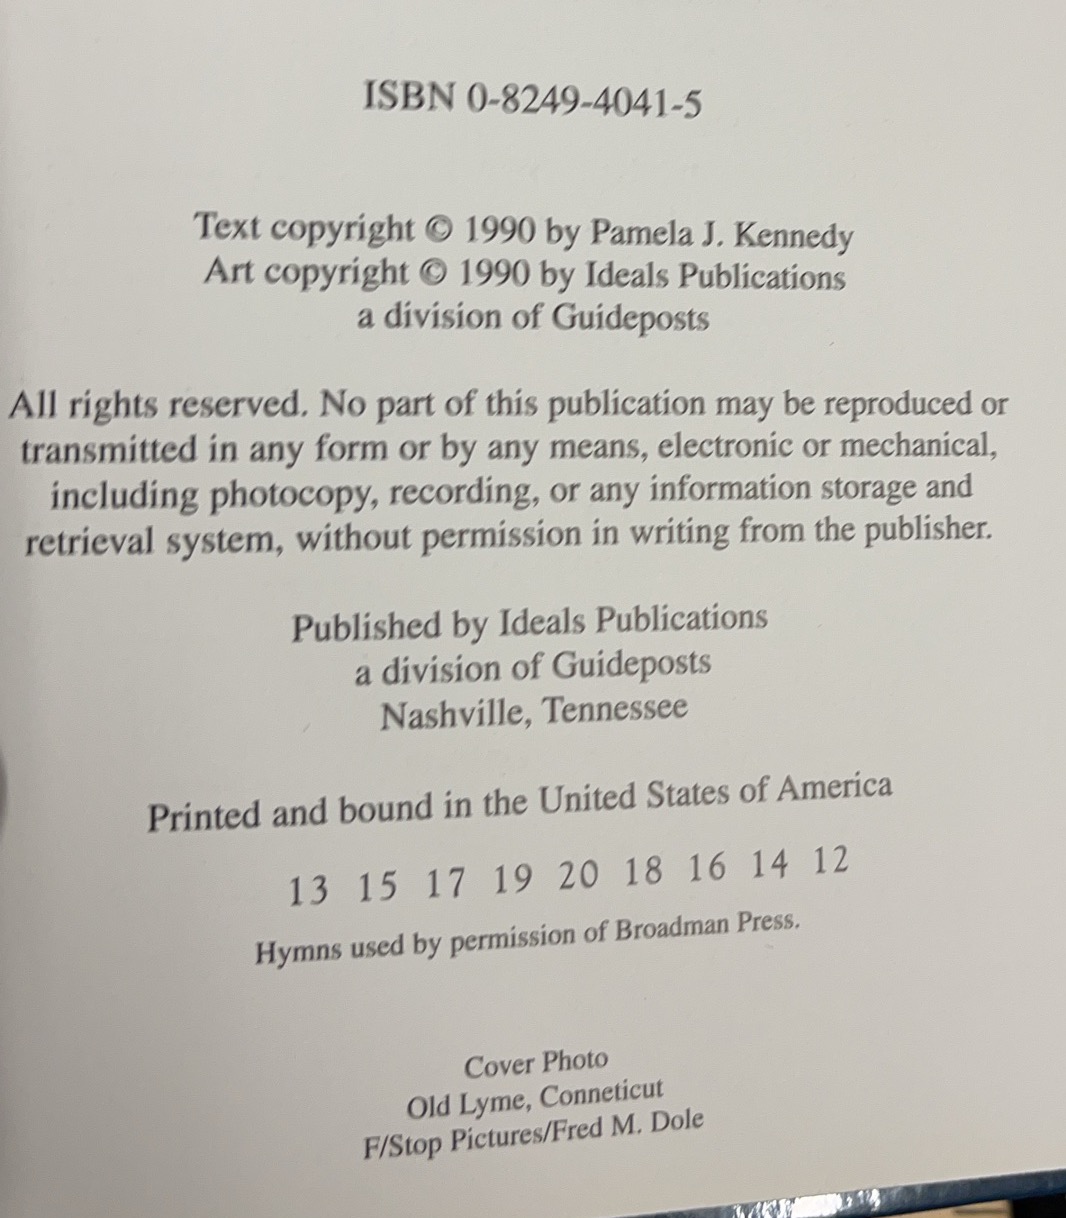 ISBN 0-8249-4041-5
Text copyright © 1990 by Pamela J. Kennedy
Art copyright © 1990 by Ideals Publications
a division of Guideposts
All rights reserved. No part of this publication may be reproduced or
transmitted in any form or by any means, electronic or mechanical,
including photocopy, recording, or any information storage and
retrieval system, without permission in writing from the publisher.
Published by Ideals Publications
a division of Guideposts
Nashville, Tennessee
Printed and bound in the United States of America
13 15 17 19 20 18 16 14 12
Hymns used by permission of Broadman Press.
Cover Photo
Old Lyme, Conneticut
F/Stop Pictures/Fred M. Dole